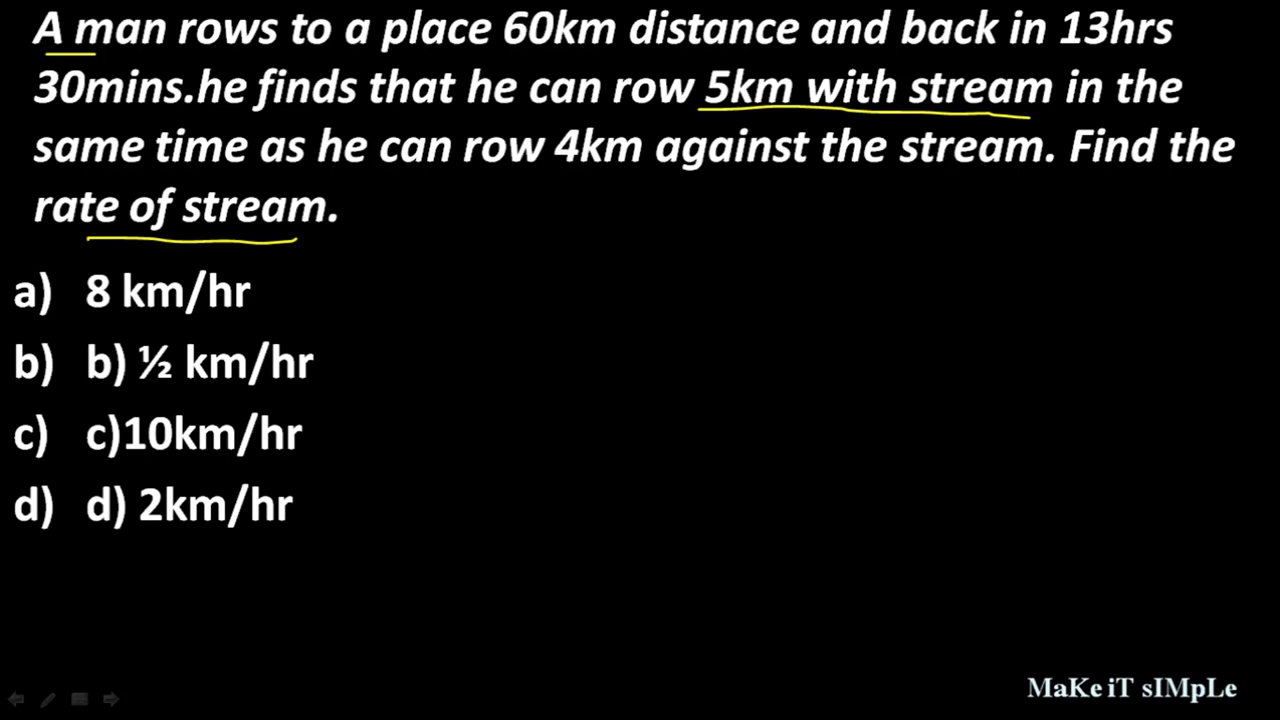 A man rows to a place 60km distance and back in 13hrs
30mins.he finds that he can row 5km with stream in the
same time as he can row 4km against the stream. Find the
rate of stream.
a) 8 km/hr
b) b) ½ km/hr
c) c)10km/hr
d) d) 2km/hr
MaKe iT sIMpLe